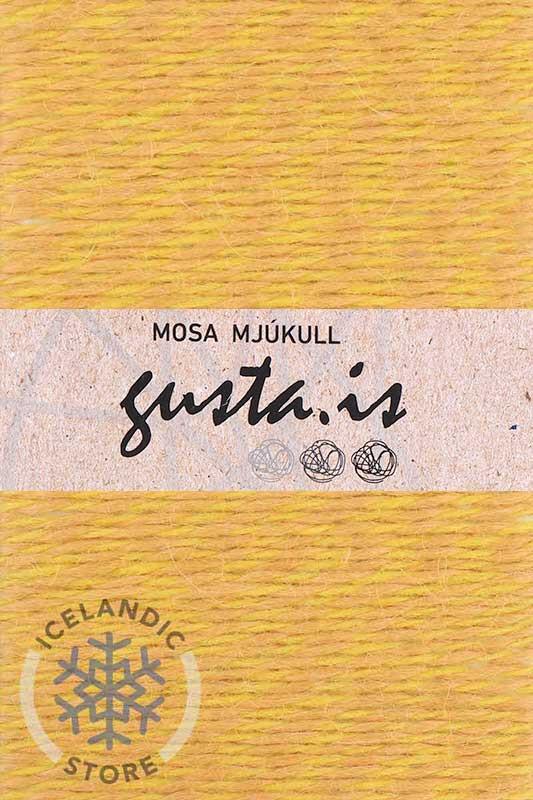 MOSA MJÚKULL
gusta.is
ICELANDIC
STORE